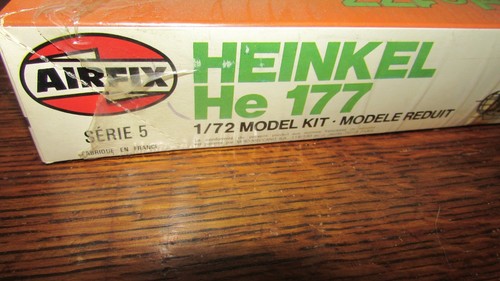 AIRFIX
HEINKEL
He 177
1/72 MODEL KIT · MODELE REDUIT
SÉRIE 5
FABRIQUE EN FRANCE